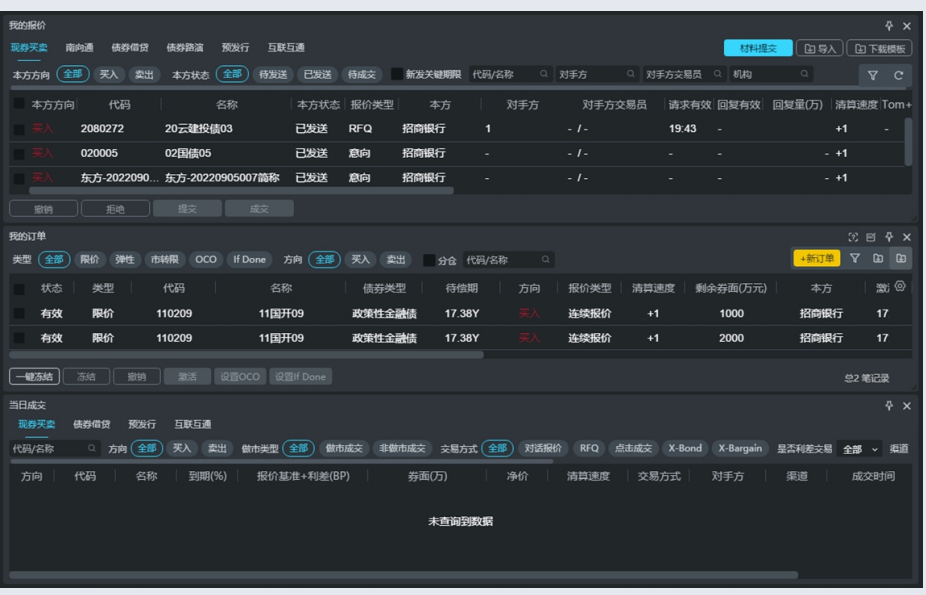 我的报价
现券买卖 南向通 债券借贷 债券路演 预发行 互联互通 材料提交 导入 下载模板
本方方向 全部 买入 卖出 本方状态 全部 待发送 已发送 待成交 新发关键期限 代码/名称 对手方 对手方交易员 机构
本方方向 代码 名称 本方状态 报价类型 本方 对手方 对手方交易员 请求有效 回复有效 回复量(万) 清算速度 Tom+
买入 2080272 20云建投债03 已发送 RFQ 招商银行 1 - / - 19:43 - +1 -
买入 020005 02国债05 已发送 意向 招商银行 - - / - - - - +1
买入 东方-2022090... 东方-20220905007简称 已发送 意向 招商银行 - - / - - - - +1
撤销 拒绝 提交 成交
我的订单
类型 全部 限价 弹性 市转限 OCO If Done 方向 全部 买入 卖出 分仓 代码/名称 +新订单
状态 类型 代码 名称 债券类型 待偿期 方向 报价类型 清算速度 剩余券面(万元) 本方
有效 限价 110209 11国开09 政策性金融债 17.38Y 买入 连续报价 +1 1000 招商银行 17
有效 限价 110209 11国开09 政策性金融债 17.38Y 买入 连续报价 +1 2000 招商银行 17
一键冻结 冻结 撤销 激活 设置OCO 设置If Done 总2 笔记录
当日成交
现券买卖 债券借贷 预发行 互联互通
代码/名称 方向 全部 买入 卖出 做市类型 全部 做市成交 非做市成交 交易方式 全部 对话报价 RFQ 点击成交 X-Bond X-Bargain 是否利差交易 全部 渠道
方向 代码 名称 到期(%) 报价基准+利差(BP) 券面(万) 净价 清算速度 交易方式 对手方 渠道 成交时间
未查询到数据